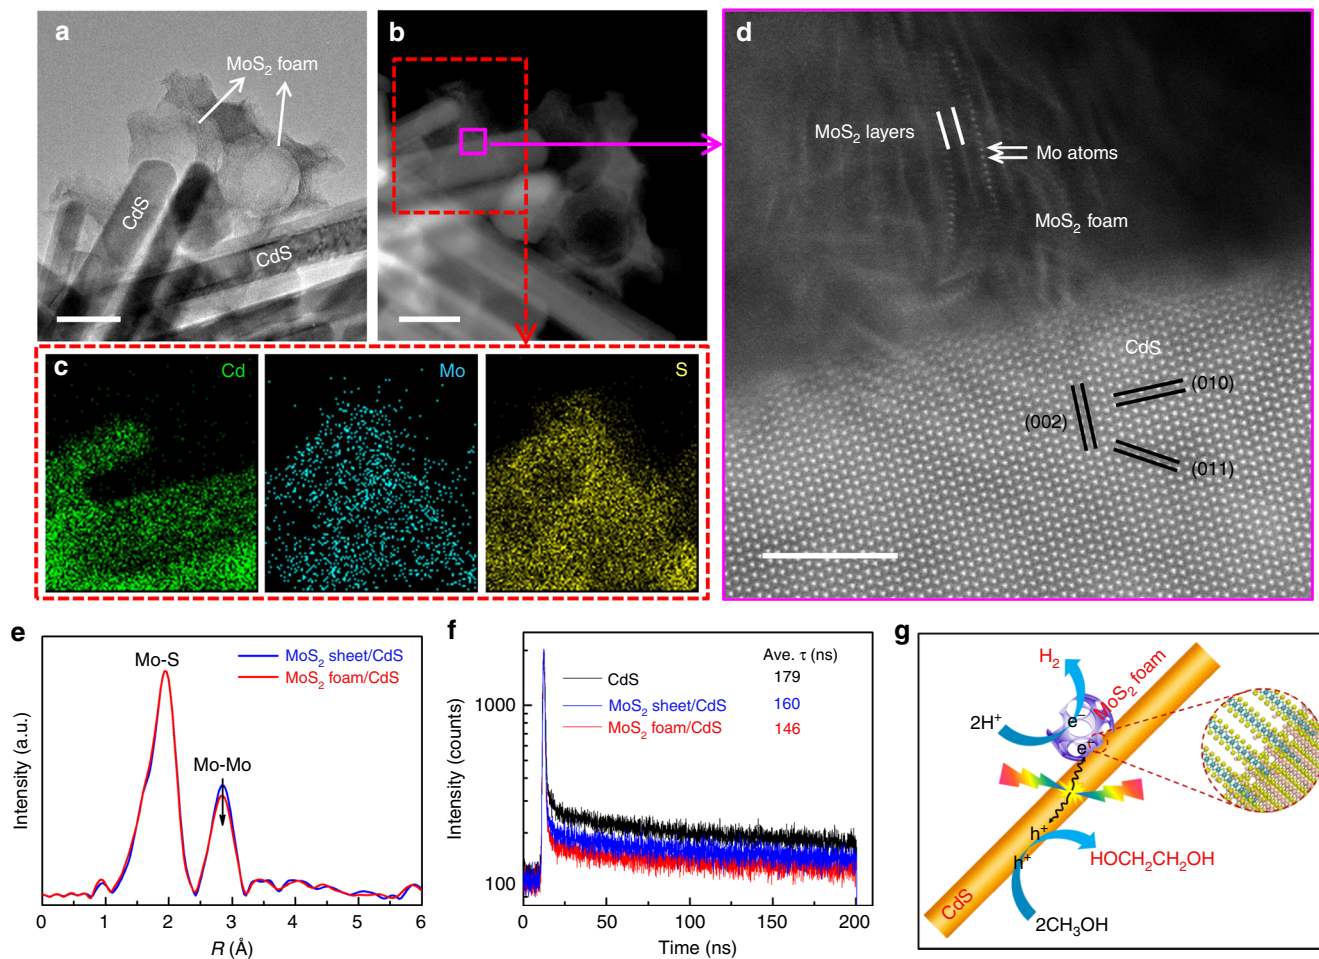 a
MoS2 foam
CdS
CdS
b
c
Cd
Mo
S
d
MoS2 layers
Mo atoms
MoS2 foam
CdS
(010)
(002)
(011)
e
Mo-S
MoS2 sheet/CdS
MoS2 foam/CdS
Mo-Mo
Intensity (a.u.)
0 1 2 3 4 5 6
R (Å)
f
Ave. τ (ns)
CdS 179
MoS2 sheet/CdS 160
MoS2 foam/CdS 146
Intensity (counts)
1000
100
0 50 100 150 200
Time (ns)
g
H2
MoS2 foam
2H+
e−
e−
h+
h+
HOCH2CH2OH
CdS
2CH3OH